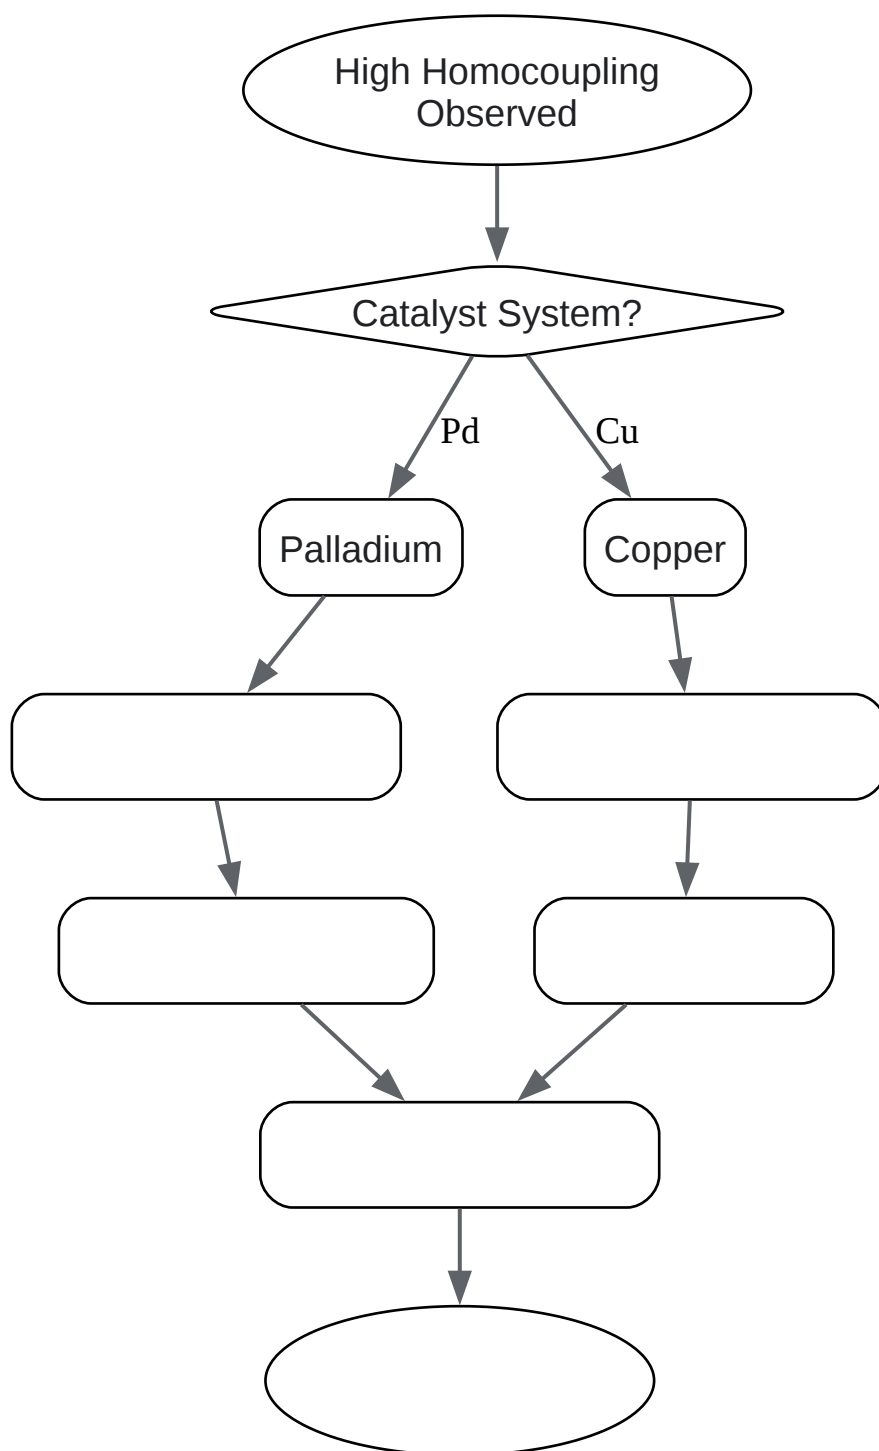 High Homocoupling
Observed
Catalyst System?
Pd
Cu
Palladium
Copper